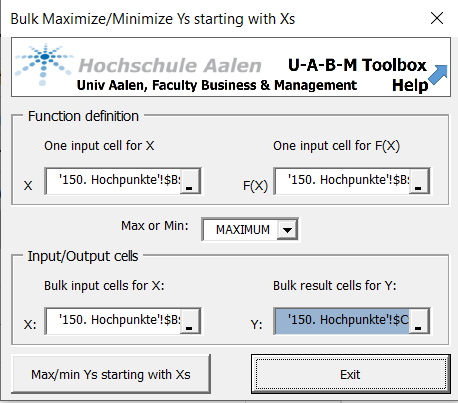 Bulk Maximize/Minimize Ys starting with Xs
Hochschule Aalen U-A-B-M Toolbox
Univ Aalen, Faculty Business & Management Help
Function definition
One input cell for X One input cell for F(X)
X '150. Hochpunkte'!$B F(X) '150. Hochpunkte'!$B
Max or Min: MAXIMUM
Input/Output cells
Bulk input cells for X: Bulk result cells for Y:
X: '150. Hochpunkte'!$B Y: '150. Hochpunkte'!$C
Max/min Ys starting with Xs Exit